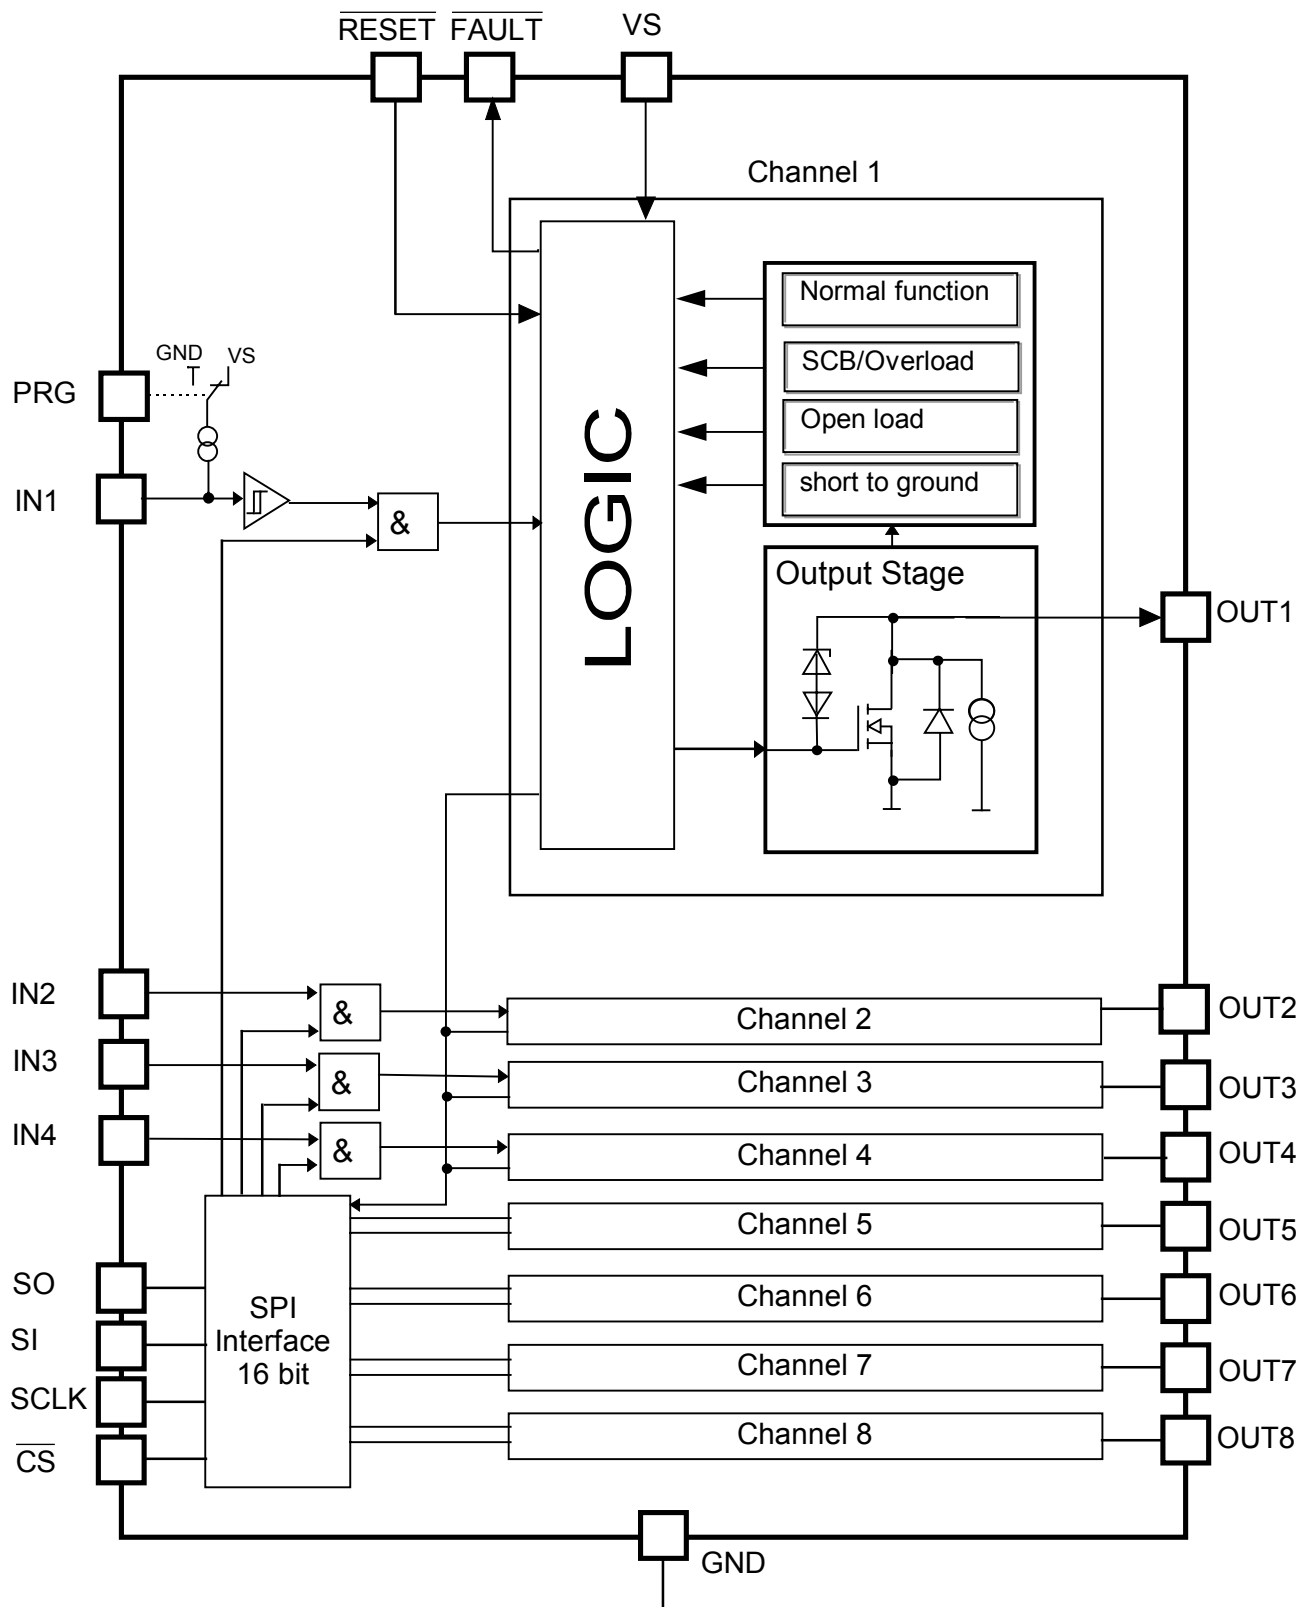 RESET FAULT VS
Channel 1
Normal function
GND VS
SCB/Overload
PRG
Open load
LOGIC
short to ground
IN1
&
Output Stage
OUT1
IN2
&
Channel 2
OUT2
IN3
&
Channel 3
OUT3
IN4
&
Channel 4
OUT4
Channel 5
OUT5
SO
Channel 6
OUT6
SPI
Interface
16 bit
SI
Channel 7
OUT7
SCLK
Channel 8
OUT8
CS
GND